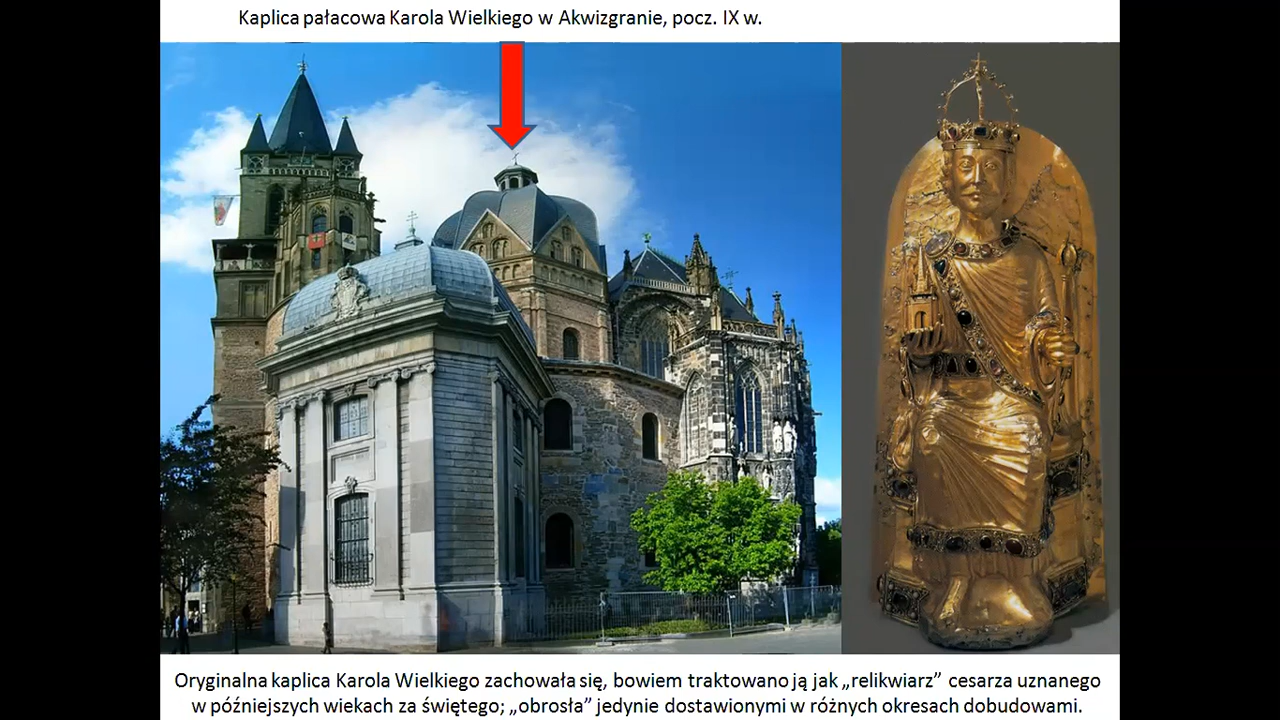 Kaplica pałacowa Karola Wielkiego w Akwizgranie, pocz. IX w.
Oryginalna kaplica Karola Wielkiego zachowała się, bowiem traktowano ją jak „relikwiarz” cesarza uznanego
w późniejszych wiekach za świętego; „obrosła” jedynie dostawionymi w różnych okresach dobudowami.